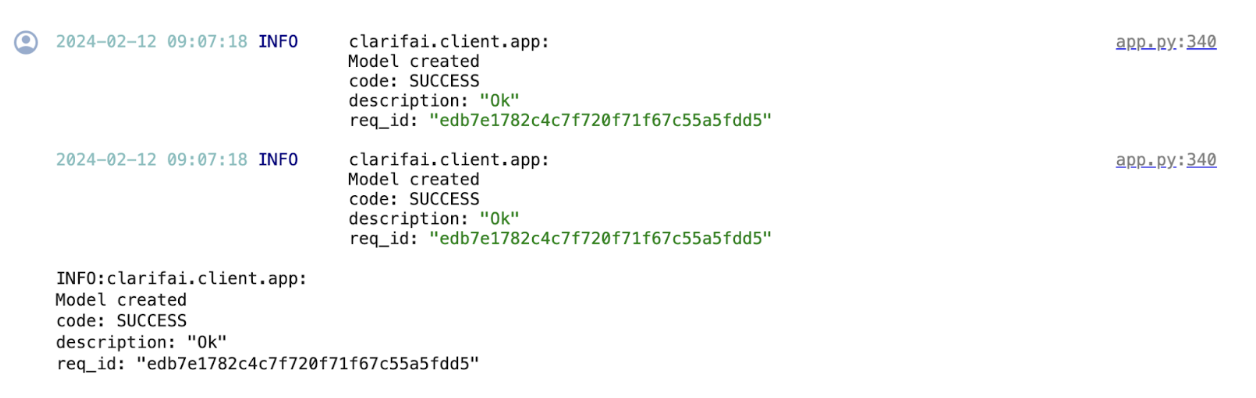 2024-02-12 09:07:18 INFO clarifai.client.app: app.py:340
Model created
code: SUCCESS
description: "Ok"
req_id: "edb7e1782c4c7f720f71f67c55a5fdd5"
2024-02-12 09:07:18 INFO clarifai.client.app: app.py:340
Model created
code: SUCCESS
description: "Ok"
req_id: "edb7e1782c4c7f720f71f67c55a5fdd5"
INFO:clarifai.client.app:
Model created
code: SUCCESS
description: "Ok"
req_id: "edb7e1782c4c7f720f71f67c55a5fdd5"